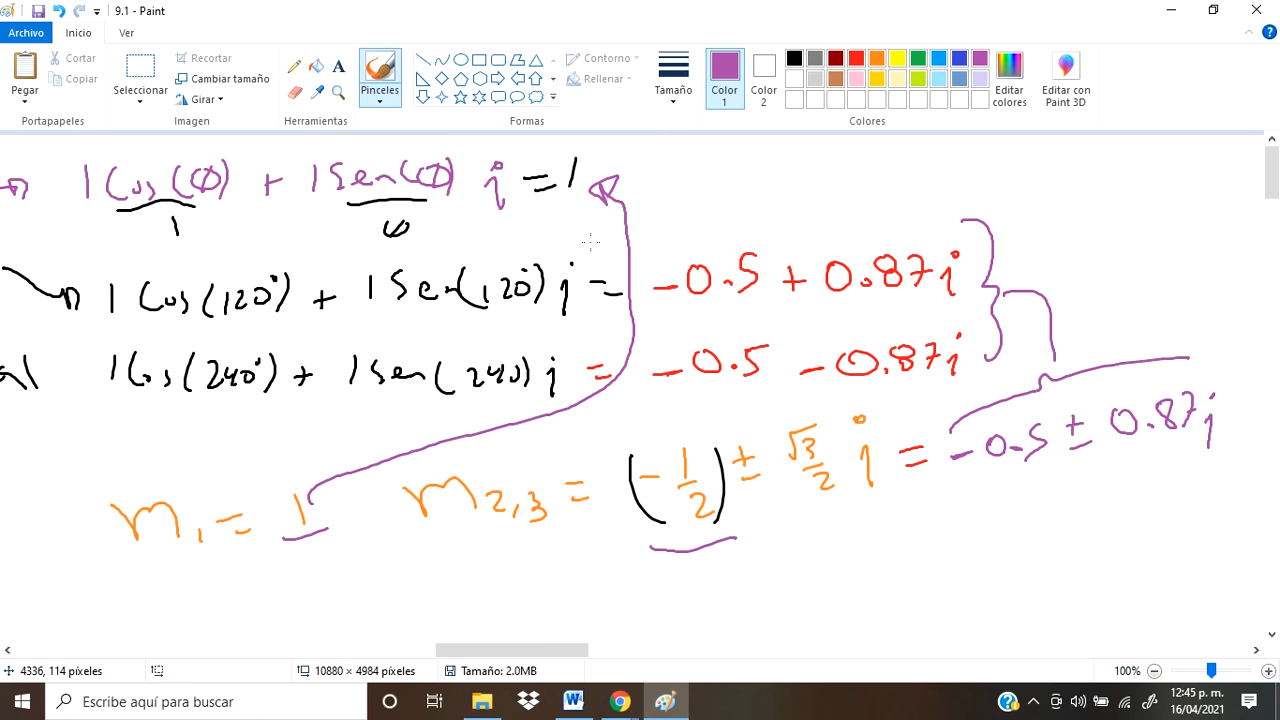 9.1 - Paint
Archivo Inicio Ver
Pegar
Cortar
Copiar
Portapapeles
Seleccionar
Recortar
Cambiar tamaño
Girar
Imagen
A
Herramientas
Pinceles
Contorno
Rellenar
Formas
Tamaño
Color 1
Color 2
Editar colores
Editar con Paint 3D
Colores
1 Cos(0) + 1 Sen(0) i = 1
1 0
1 Cos(120°) + 1 Sen(120°) i = -0.5 + 0.87i
1 Cos(240°) + 1 Sen(240°) i = -0.5 - 0.87i
m1 = 1 m2,3 = (-1/2) ± √3/2 i = -0.5 ± 0.87i
4336, 114 píxeles 10880 × 4984 píxeles Tamaño: 2.0MB 100%
Escribe aquí para buscar
12:45 p. m.
16/04/2021